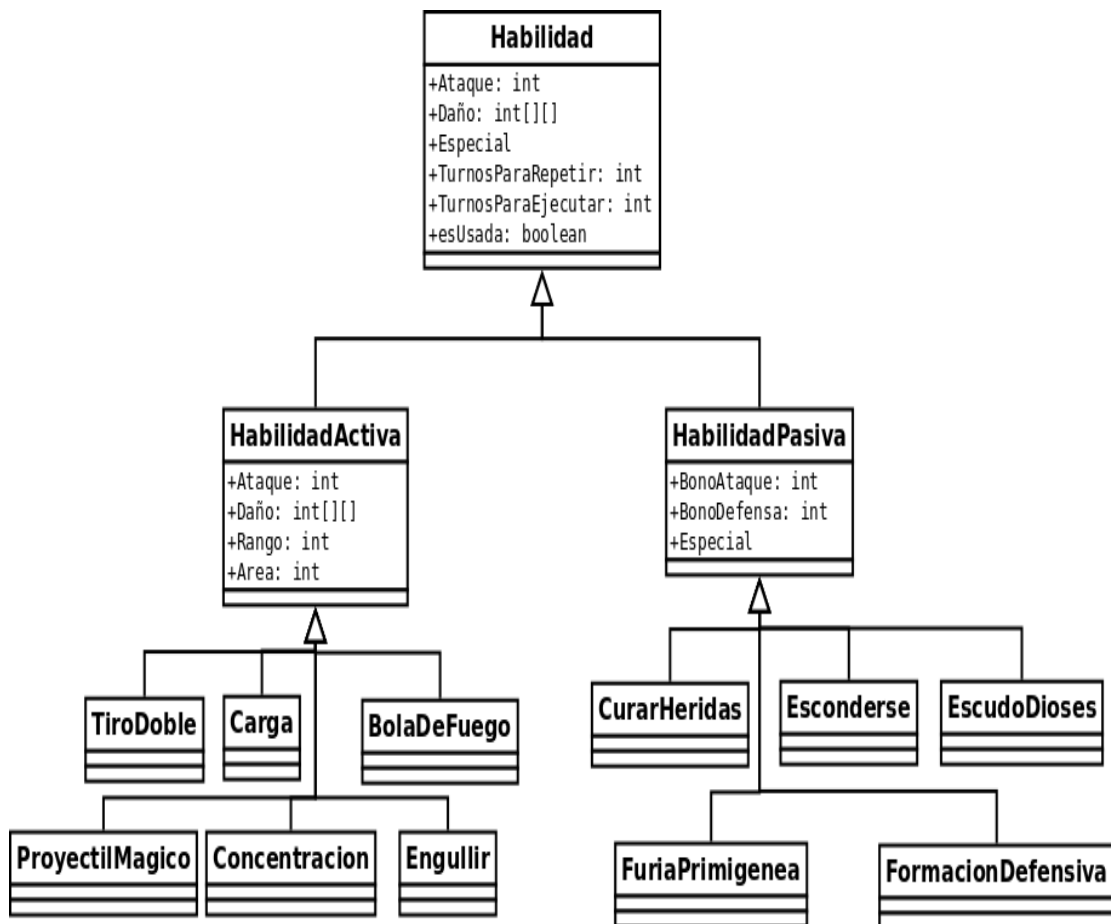 Habilidad
+Ataque: int
+Daño: int[][]
+Especial
+TurnosParaRepetir: int
+TurnosParaEjecutar: int
+esUsada: boolean
HabilidadActiva
+Ataque: int
+Daño: int[][]
+Rango: int
+Area: int
HabilidadPasiva
+BonoAtaque: int
+BonoDefensa: int
+Especial
TiroDoble
Carga
BolaDeFuego
CurarHeridas
Esconderse
EscudoDioses
ProyectilMagico
Concentracion
Engullir
FuriaPrimigenea
FormacionDefensiva